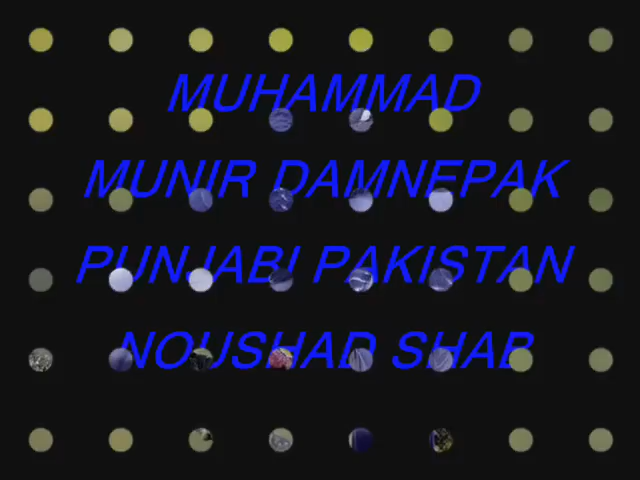 MUHAMMAD
MUNIR DAMNEPAK
PUNJABI PAKISTAN
NOUSHAD SHAB